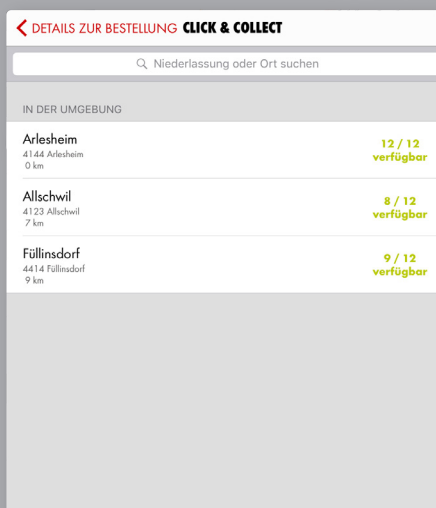 DETAILS ZUR BESTELLUNG CLICK & COLLECT
Niederlassung oder Ort suchen
IN DER UMGEBUNG
Arlesheim
4144 Arlesheim
0 km
12 / 12
verfügbar
Allschwil
4123 Allschwil
7 km
8 / 12
verfügbar
Füllinsdorf
4414 Füllinsdorf
9 km
9 / 12
verfügbar